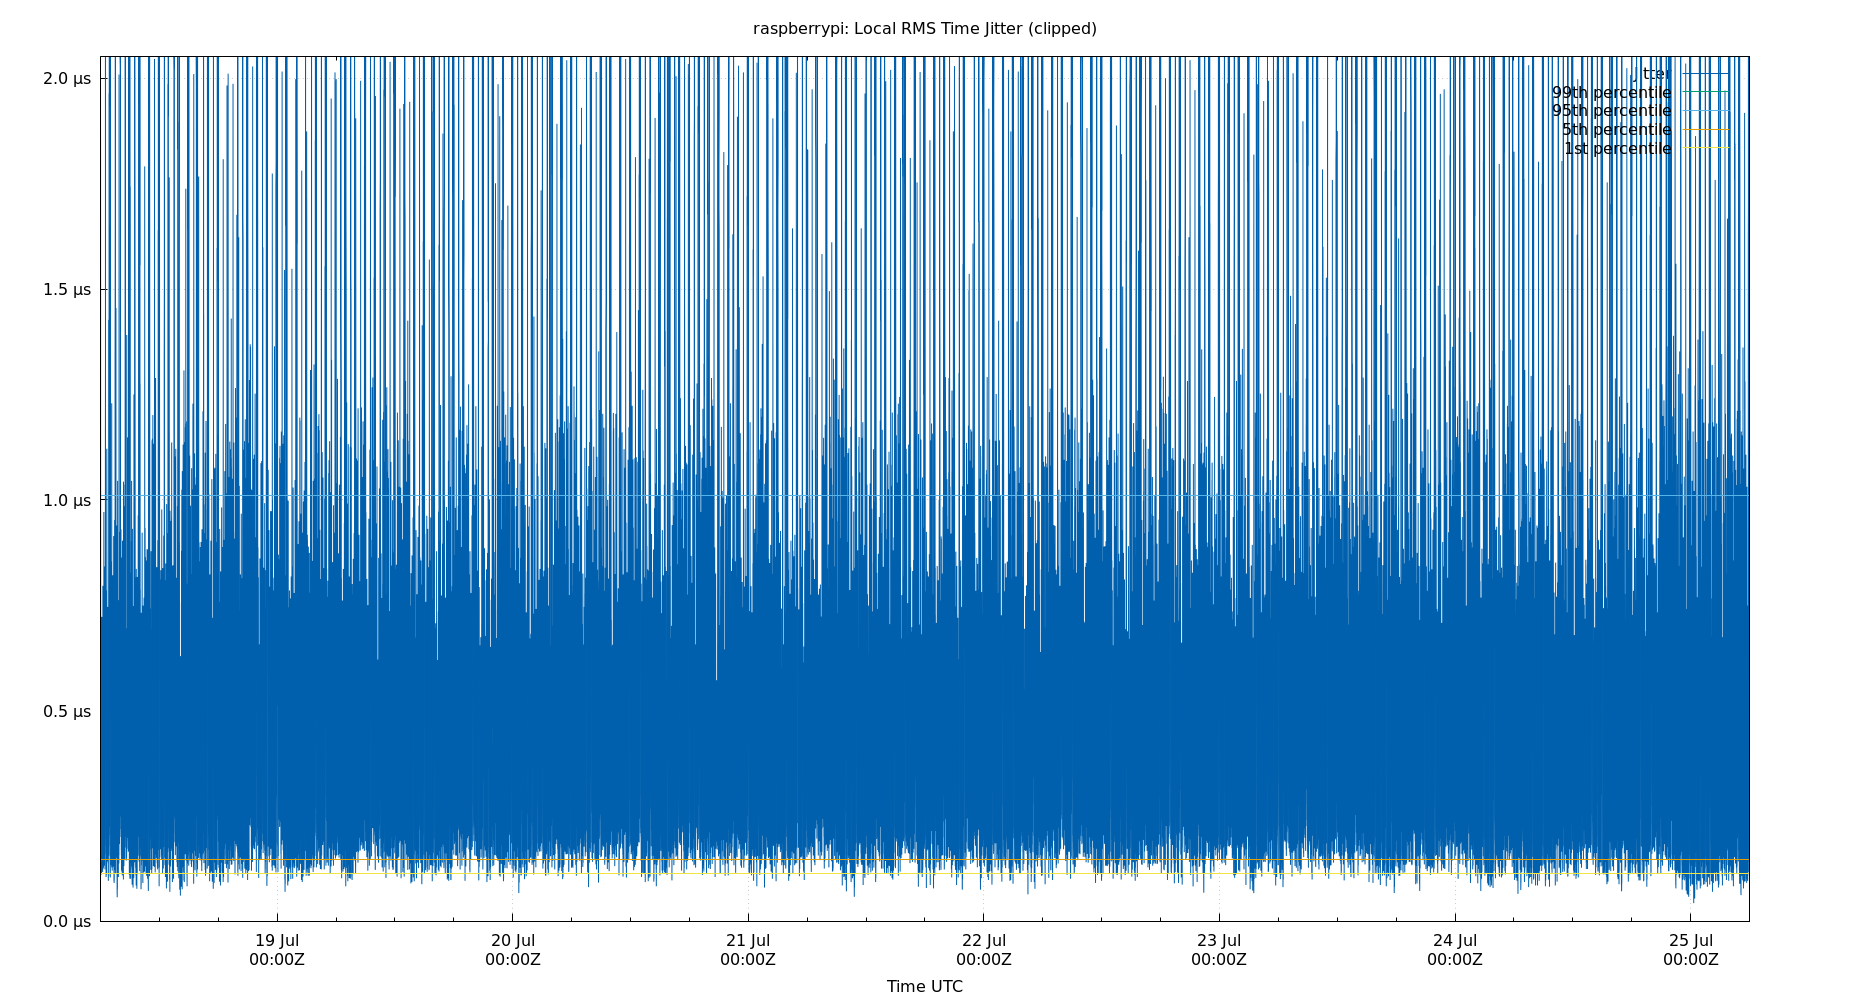 raspberrypi: Local RMS Time Jitter (clipped)
2.0 µs
1.5 µs
1.0 µs
0.5 µs
0.0 µs
Jitter
99th percentile
95th percentile
5th percentile
1st percentile
19 Jul
00:00Z
20 Jul
00:00Z
21 Jul
00:00Z
22 Jul
00:00Z
23 Jul
00:00Z
24 Jul
00:00Z
25 Jul
00:00Z
Time UTC